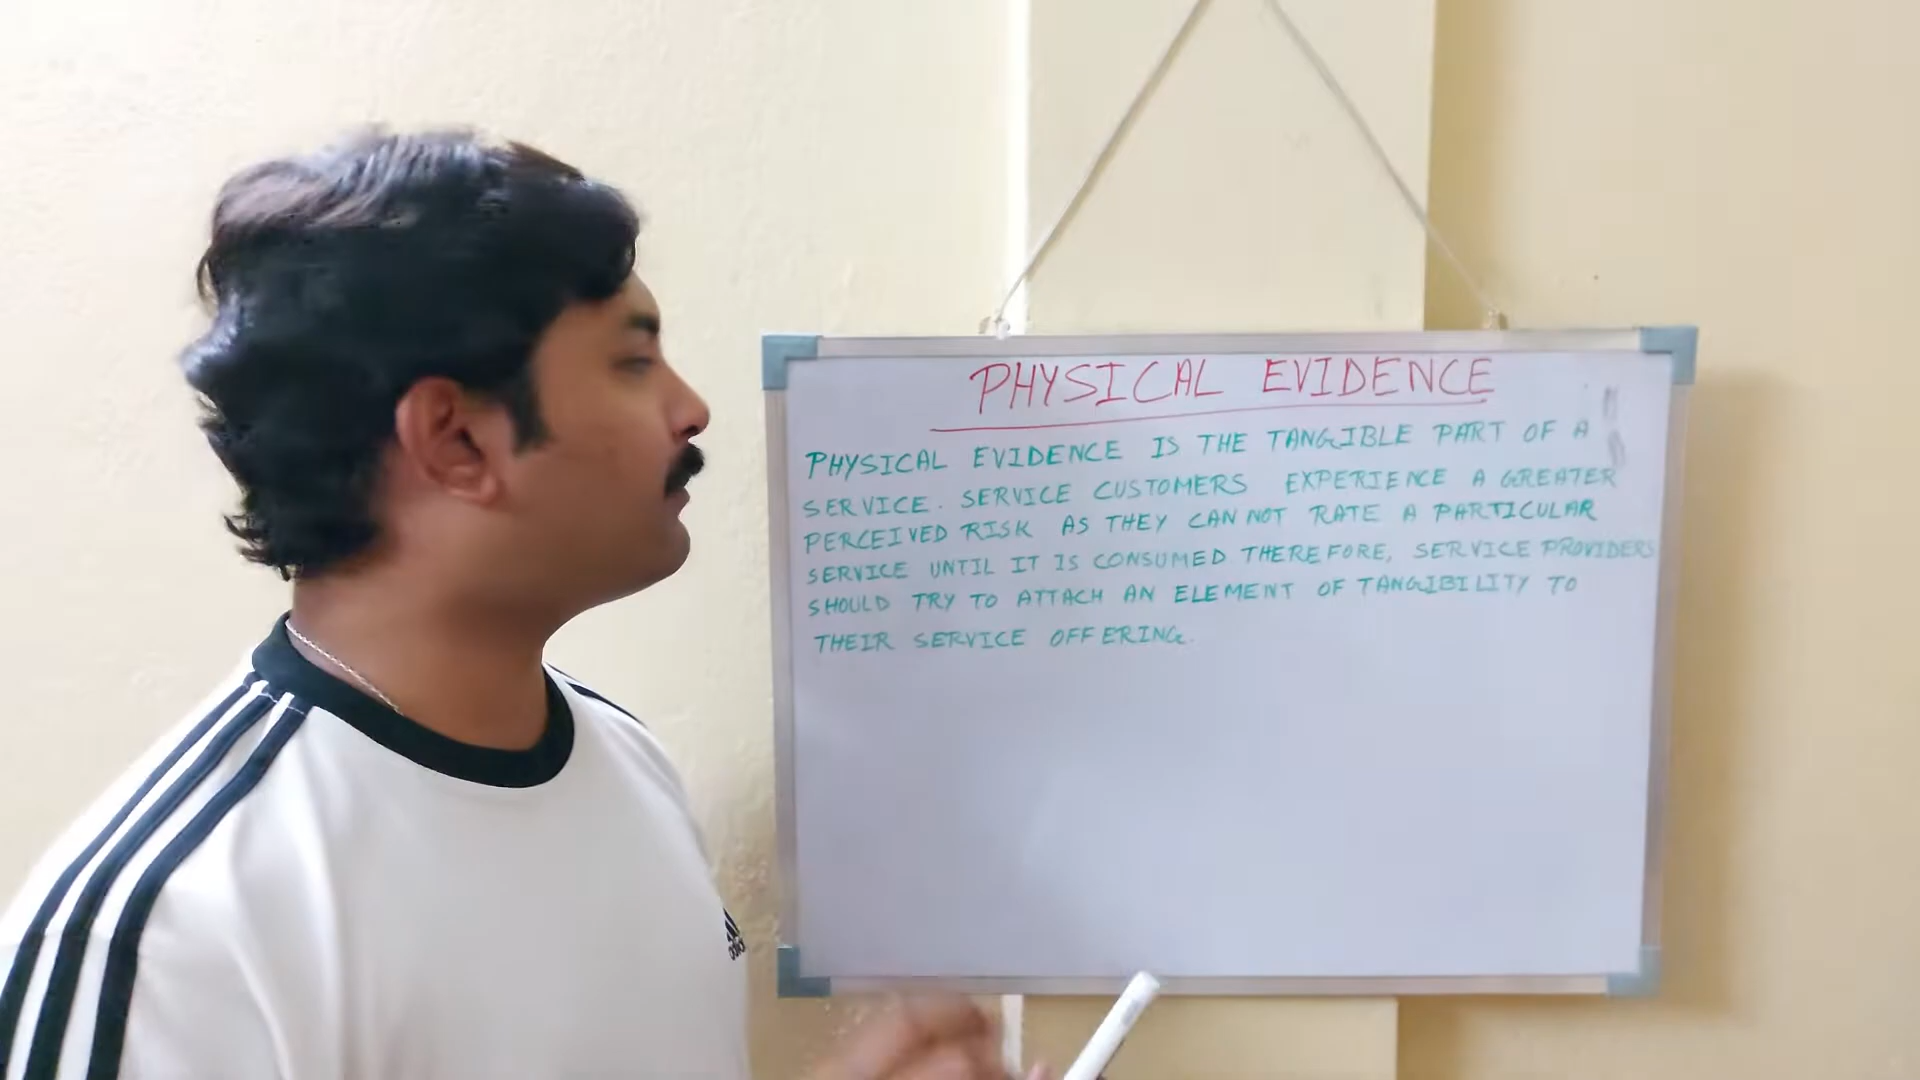 PHYSICAL EVIDENCE
PHYSICAL EVIDENCE IS THE TANGIBLE PART OF A
SERVICE. SERVICE CUSTOMERS EXPERIENCE A GREATER
PERCEIVED RISK AS THEY CAN NOT RATE A PARTICULAR
SERVICE UNTIL IT IS CONSUMED THEREFORE, SERVICE PROVIDERS
SHOULD TRY TO ATTACH AN ELEMENT OF TANGIBILITY TO
THEIR SERVICE OFFERING.
adidas